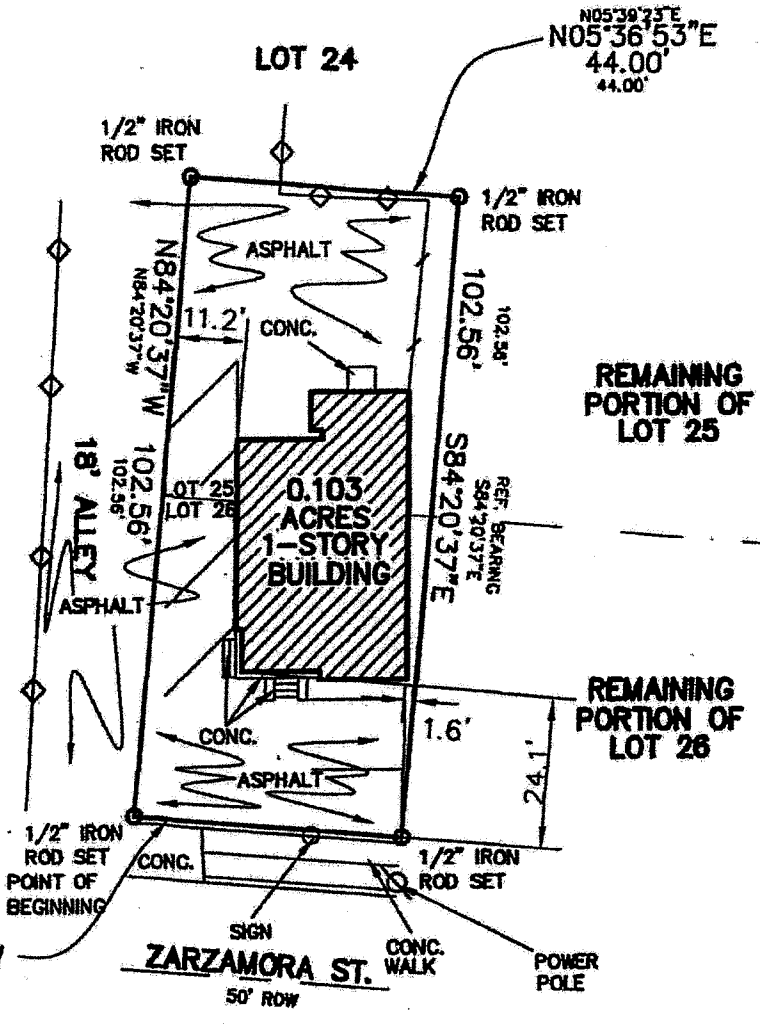 N05°39'23"E
N05°36'53"E
44.00'
44.00'
LOT 24
1/2" IRON
ROD SET
1/2" IRON
ROD SET
ASPHALT
N84°20'37"W
N84°20'37"W
11.2'
CONC.
102.56'
102.56'
REMAINING
PORTION OF
LOT 25
18' ALLEY
102.56'
102.56'
LOT 25
LOT 26
0.103
ACRES
1-STORY
BUILDING
S84°20'37"E
REF. BEARING
S84°20'37"E
ASPHALT
REMAINING
PORTION OF
LOT 26
CONC.
1.6'
24.1'
ASPHALT
1/2" IRON
ROD SET
POINT OF
BEGINNING
CONC.
1/2" IRON
ROD SET
SIGN
CONC.
WALK
ZARZAMORA ST.
50' ROW
POWER
POLE